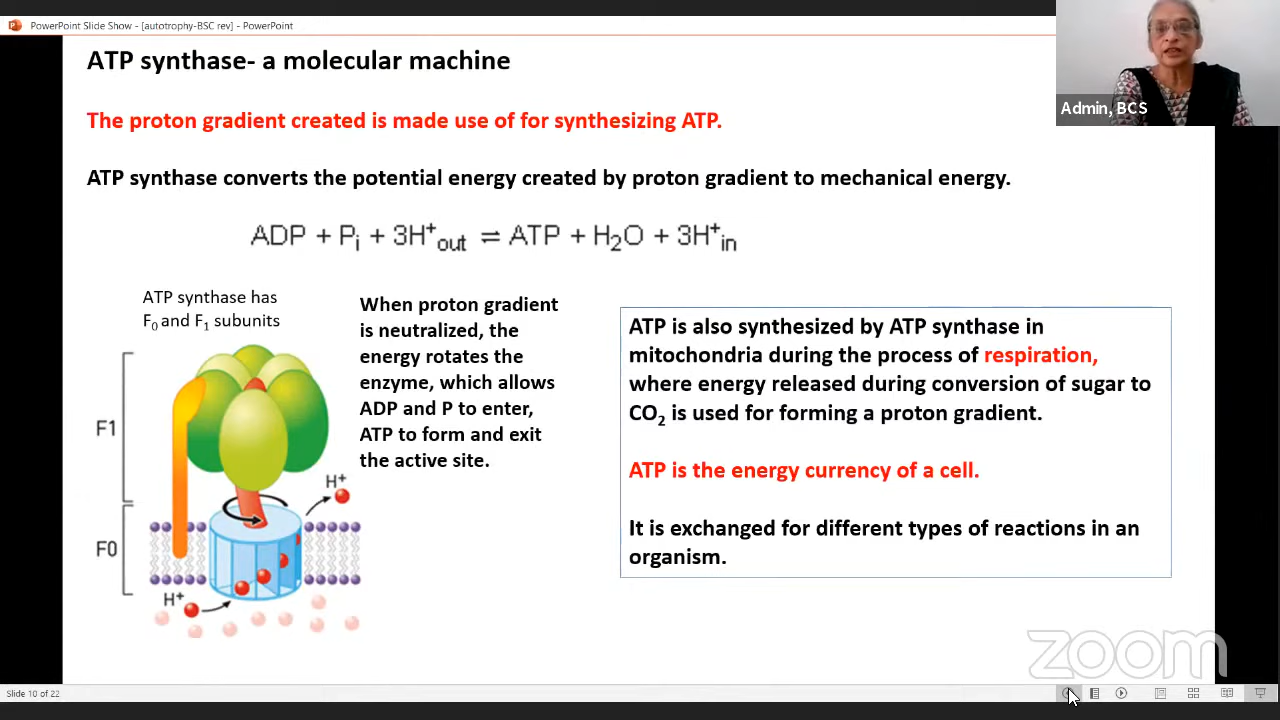 PowerPoint Slide Show - [autotrophy-BSC rev] - PowerPoint
ATP synthase- a molecular machine
Admin, BCS
The proton gradient created is made use of for synthesizing ATP.
ATP synthase converts the potential energy created by proton gradient to mechanical energy.
ADP + Pi + 3H+out ⇌ ATP + H2O + 3H+in
ATP synthase has
F0 and F1 subunits
F1
F0
H+
H+
When proton gradient
is neutralized, the
energy rotates the
enzyme, which allows
ADP and P to enter,
ATP to form and exit
the active site.
ATP is also synthesized by ATP synthase in
mitochondria during the process of respiration,
where energy released during conversion of sugar to
CO2 is used for forming a proton gradient.
ATP is the energy currency of a cell.
It is exchanged for different types of reactions in an
organism.
zoom
Slide 10 of 22